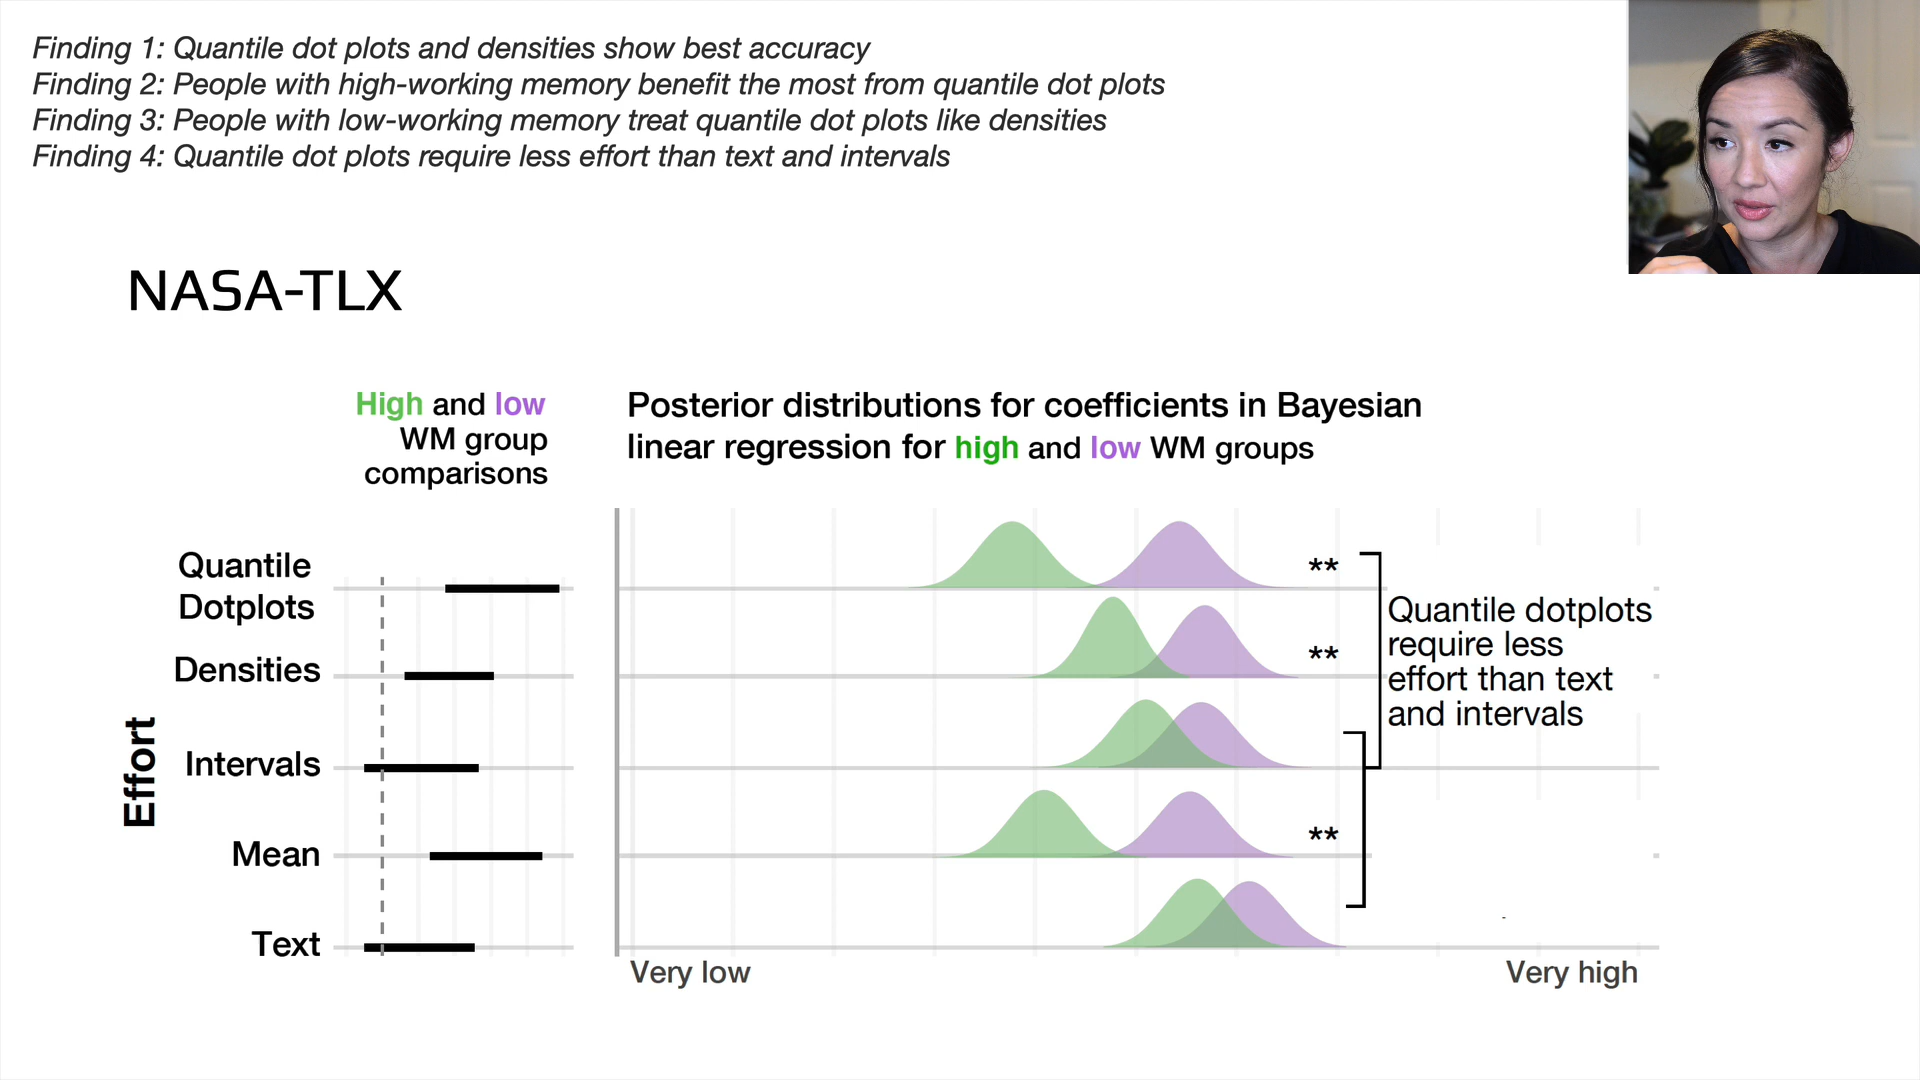 Finding 1: Quantile dot plots and densities show best accuracy
Finding 2: People with high-working memory benefit the most from quantile dot plots
Finding 3: People with low-working memory treat quantile dot plots like densities
Finding 4: Quantile dot plots require less effort than text and intervals
NASA-TLX
High and low
WM group
comparisons
Posterior distributions for coefficients in Bayesian
linear regression for high and low WM groups
Effort
Quantile
Dotplots
Densities
Intervals
Mean
Text
**
**
**
Quantile dotplots
require less
effort than text
and intervals
Very low
Very high